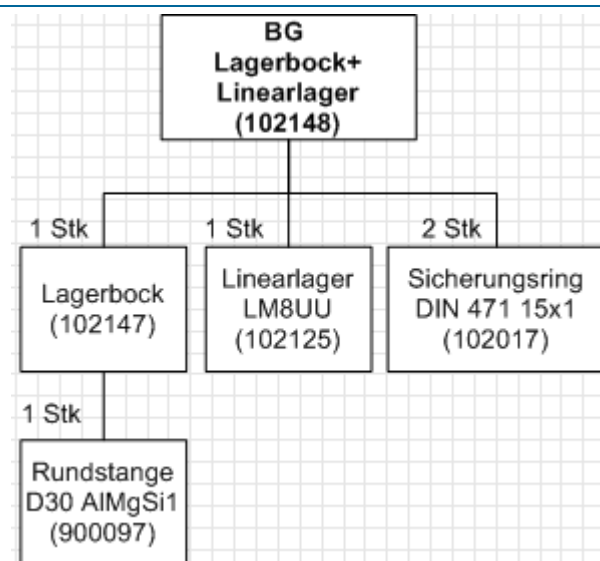 BG
Lagerbock+
Linearlager
(102148)
1 Stk
1 Stk
2 Stk
Lagerbock
(102147)
Linearlager
LM8UU
(102125)
Sicherungsring
DIN 471 15x1
(102017)
1 Stk
Rundstange
D30 AlMgSi1
(900097)